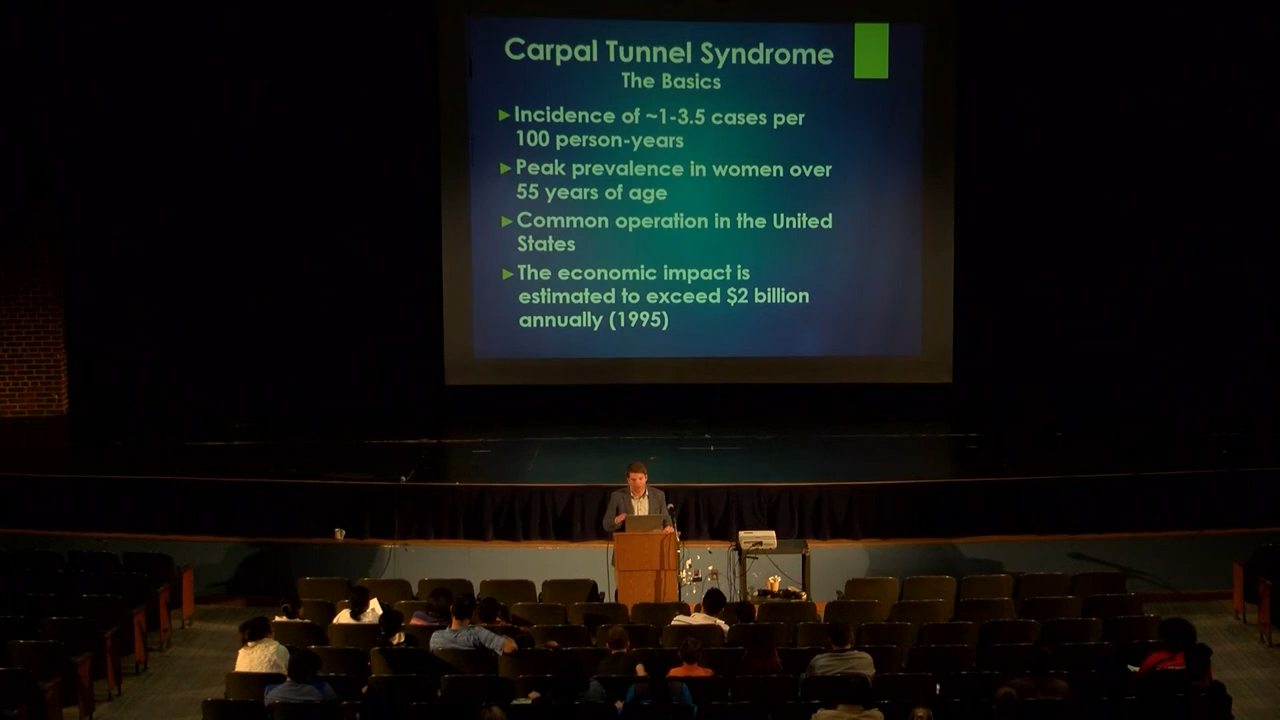 Carpal Tunnel Syndrome
The Basics
Incidence of ~1-3.5 cases per
100 person-years
Peak prevalence in women over
55 years of age
Common operation in the United
States
The economic impact is
estimated to exceed $2 billion
annually (1995)